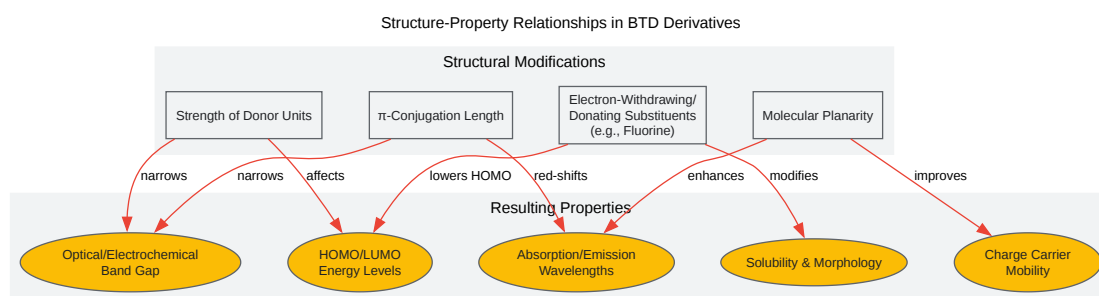 Structure-Property Relationships in BTD Derivatives
Structural Modifications
Strength of Donor Units
π-Conjugation Length
Electron-Withdrawing/
Donating Substituents
(e.g., Fluorine)
Molecular Planarity
narrows
narrows
affects
lowers HOMO
red-shifts
enhances
modifies
improves
Resulting Properties
Optical/Electrochemical
Band Gap
HOMO/LUMO
Energy Levels
Absorption/Emission
Wavelengths
Solubility & Morphology
Charge Carrier
Mobility